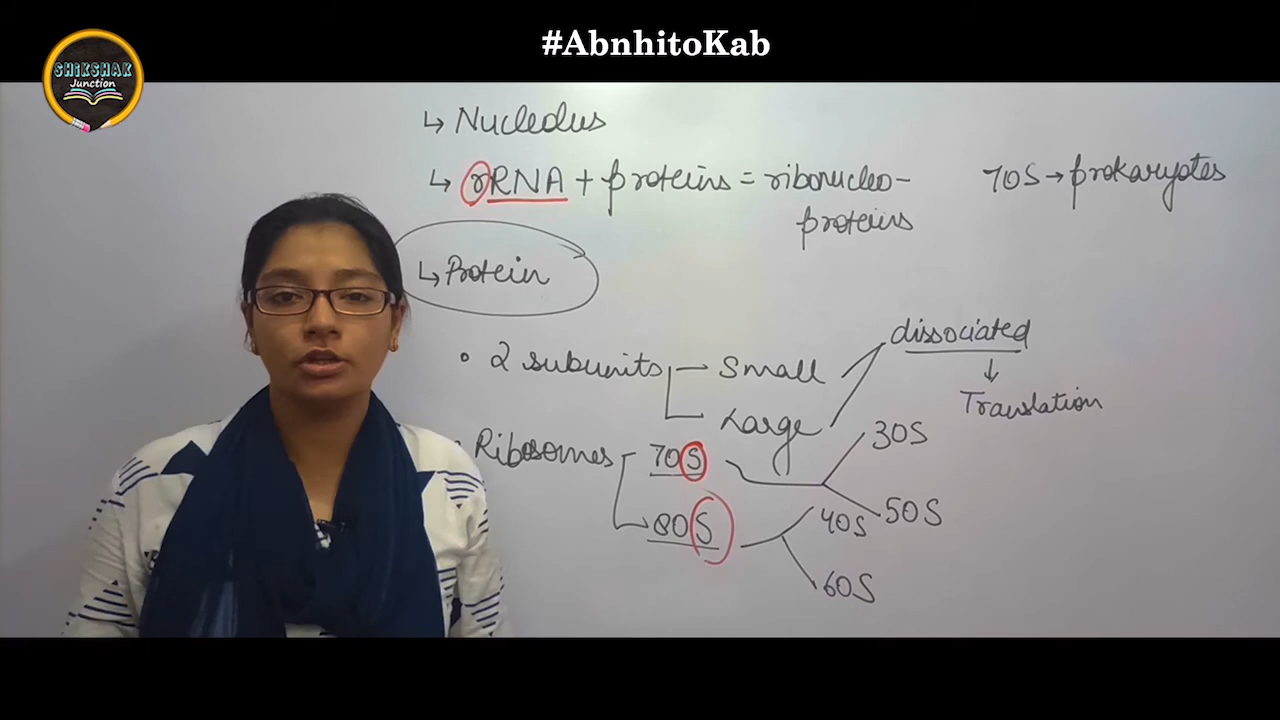 #AbnhitoKab
SHIKSHAK
Junction
↳ Nucleolus
↳ rRNA + proteins = ribonucleo-
proteins
70S → prokaryotes
↳ Protein
• 2 subunits
Small
Large
dissociated
↓
Translation
• Ribosomes
70S
30S
50S
80S
40S
60S